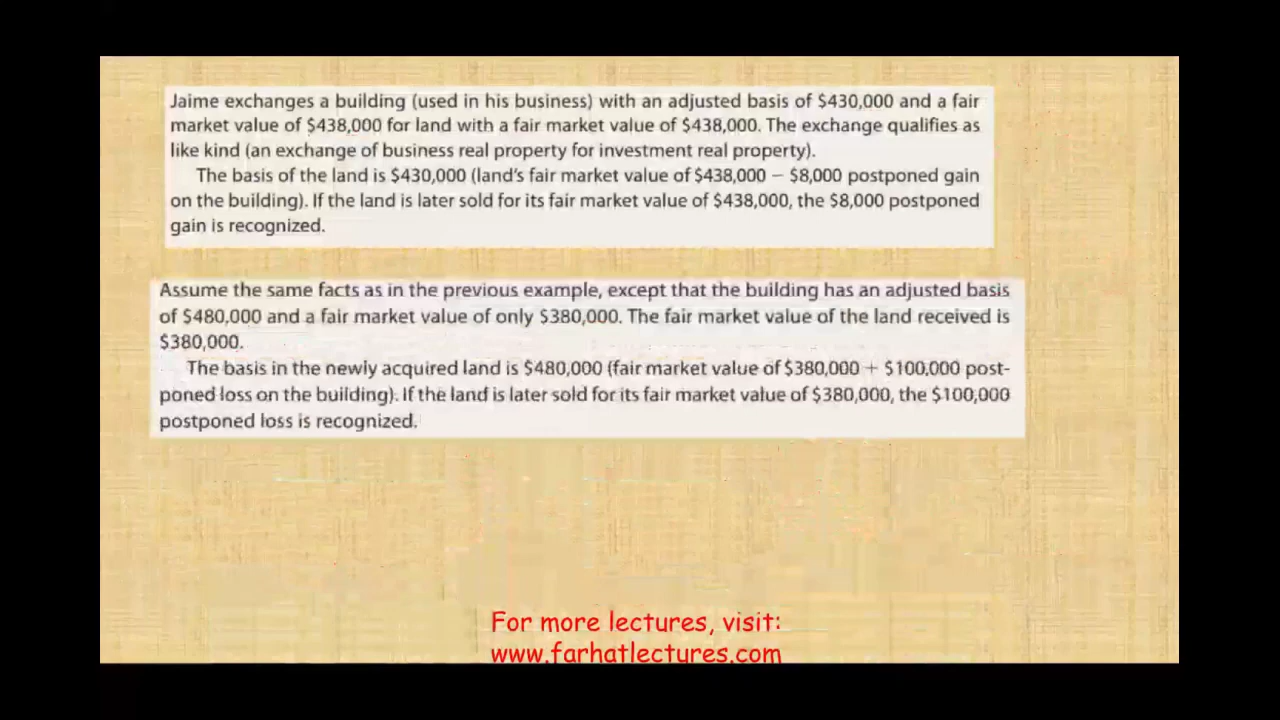 Jaime exchanges a building (used in his business) with an adjusted basis of $430,000 and a fair
market value of $438,000 for land with a fair market value of $438,000. The exchange qualifies as
like kind (an exchange of business real property for investment real property).
The basis of the land is $430,000 (land's fair market value of $438,000 − $8,000 postponed gain
on the building). If the land is later sold for its fair market value of $438,000, the $8,000 postponed
gain is recognized.
Assume the same facts as in the previous example, except that the building has an adjusted basis
of $480,000 and a fair market value of only $380,000. The fair market value of the land received is
$380,000.
The basis in the newly acquired land is $480,000 (fair market value of $380,000 + $100,000 post-
poned loss on the building). If the land is later sold for its fair market value of $380,000, the $100,000
postponed loss is recognized.
For more lectures, visit:
www.farhatlectures.com